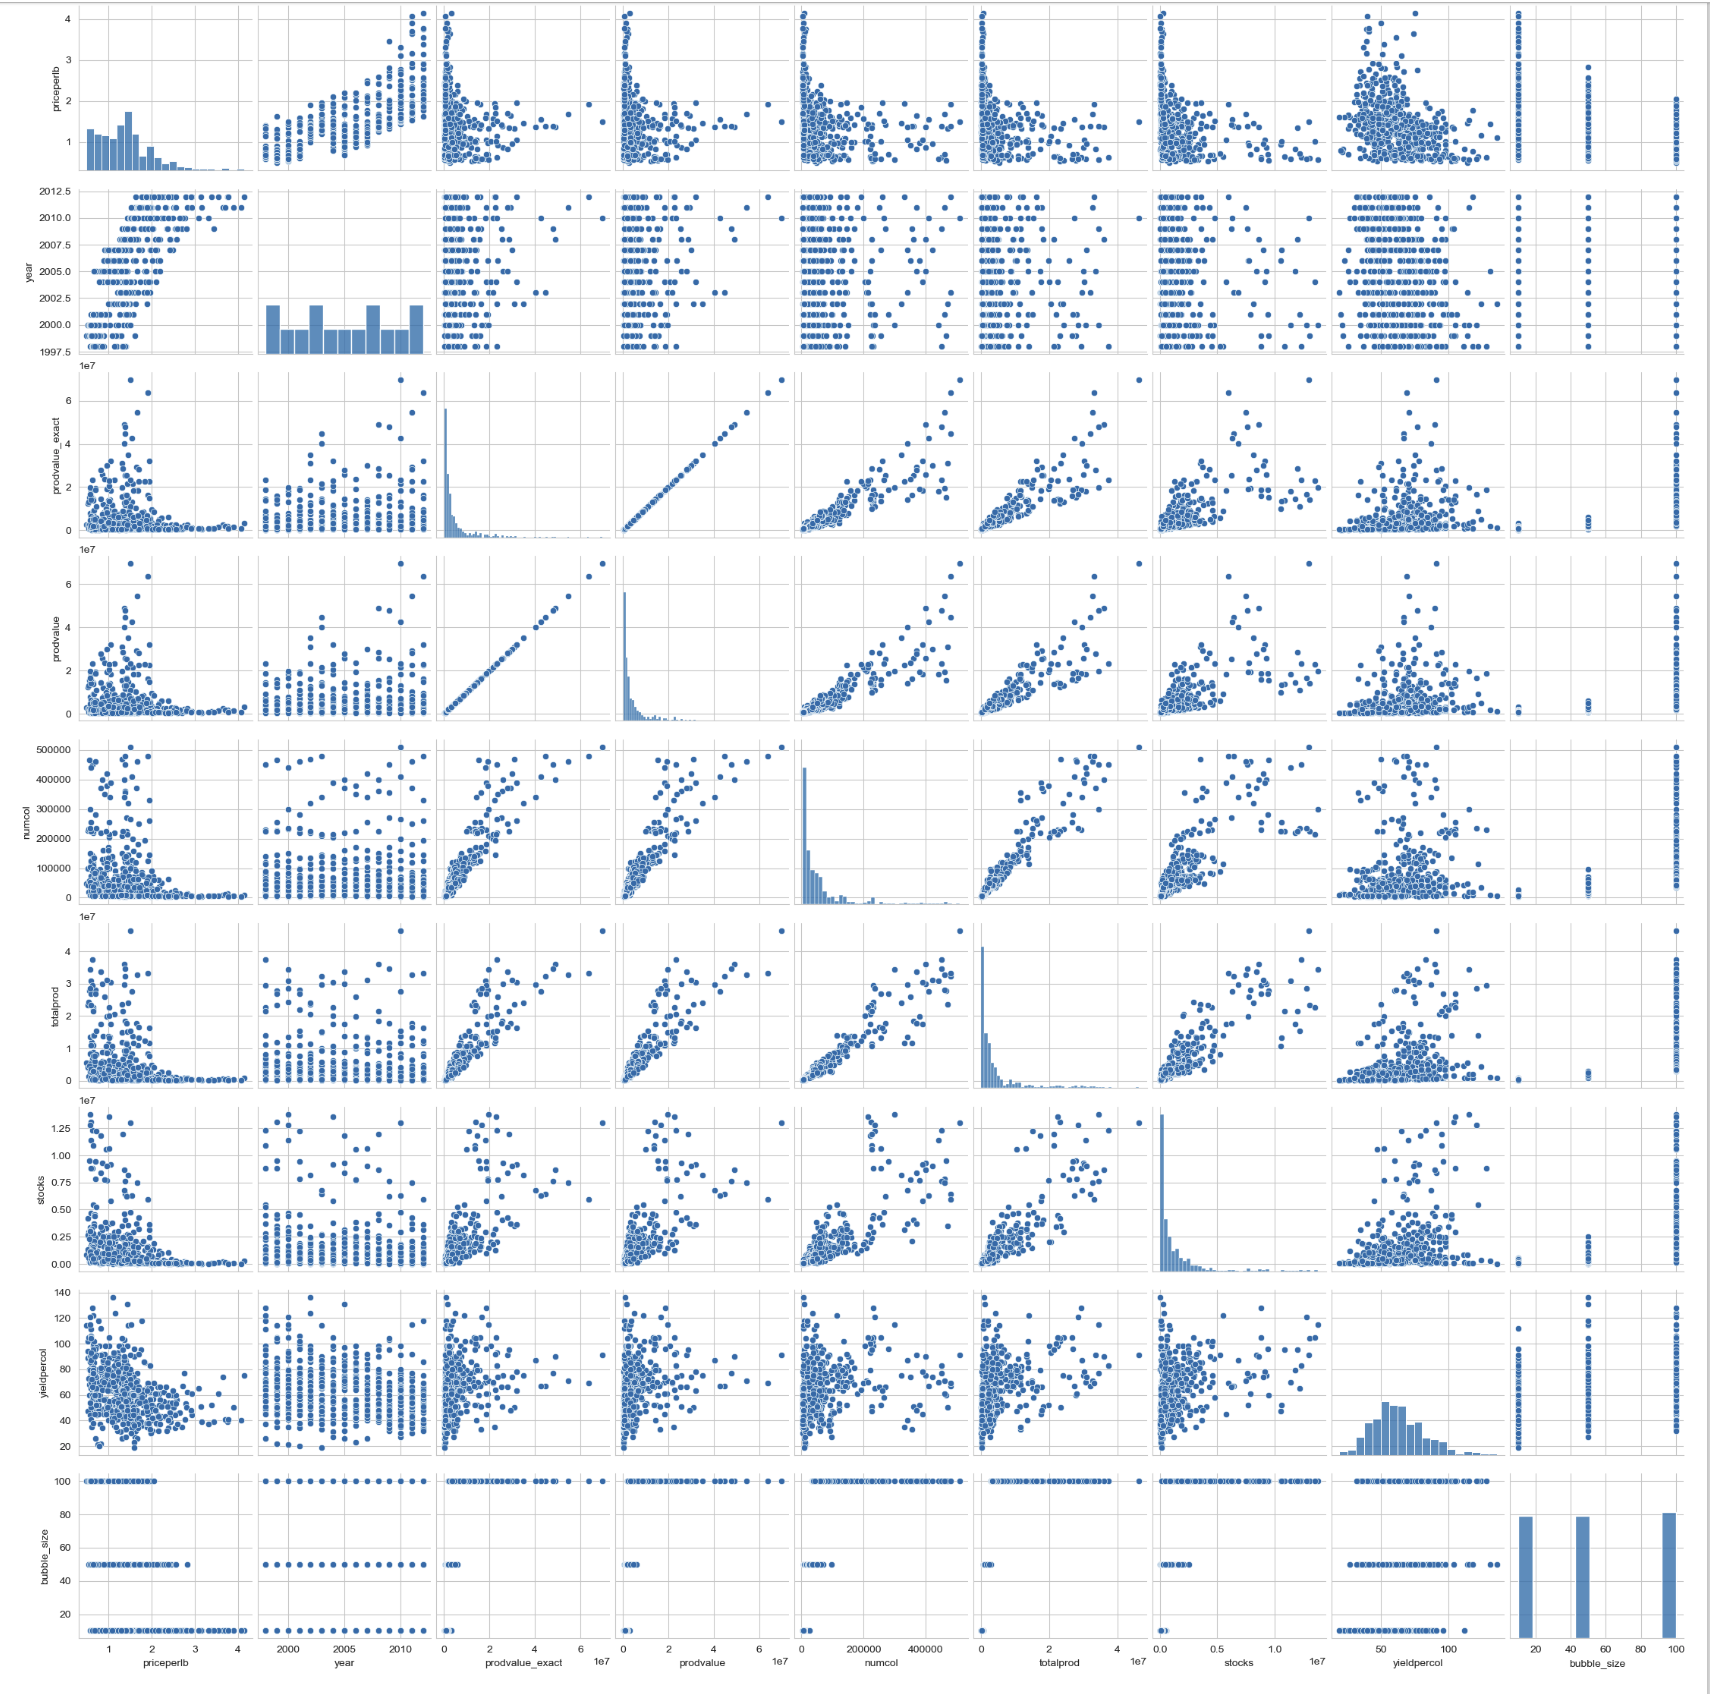 4
3
2
1
priceperlb
2012.5
2010.0
2007.5
2005.0
2002.5
2000.0
1997.5
year
1e7
6
4
2
0
prodvalue_exact
1e7
6
4
2
0
prodvalue
500000
400000
300000
200000
100000
0
numcol
1e7
4
3
2
1
0
totalprod
1e7
1.25
1.00
0.75
0.50
0.25
0.00
stocks
140
120
100
80
60
40
20
yieldpercol
100
80
60
40
20
bubble_size
1 2 3 4
priceperlb
2000 2005 2010
year
0 2 4 6
prodvalue_exact 1e7
0 2 4 6
prodvalue 1e7
0 200000 400000
numcol
0 2 4
totalprod 1e7
0.0 0.5 1.0
stocks 1e7
50 100
yieldpercol
20 40 60 80 100
bubble_size